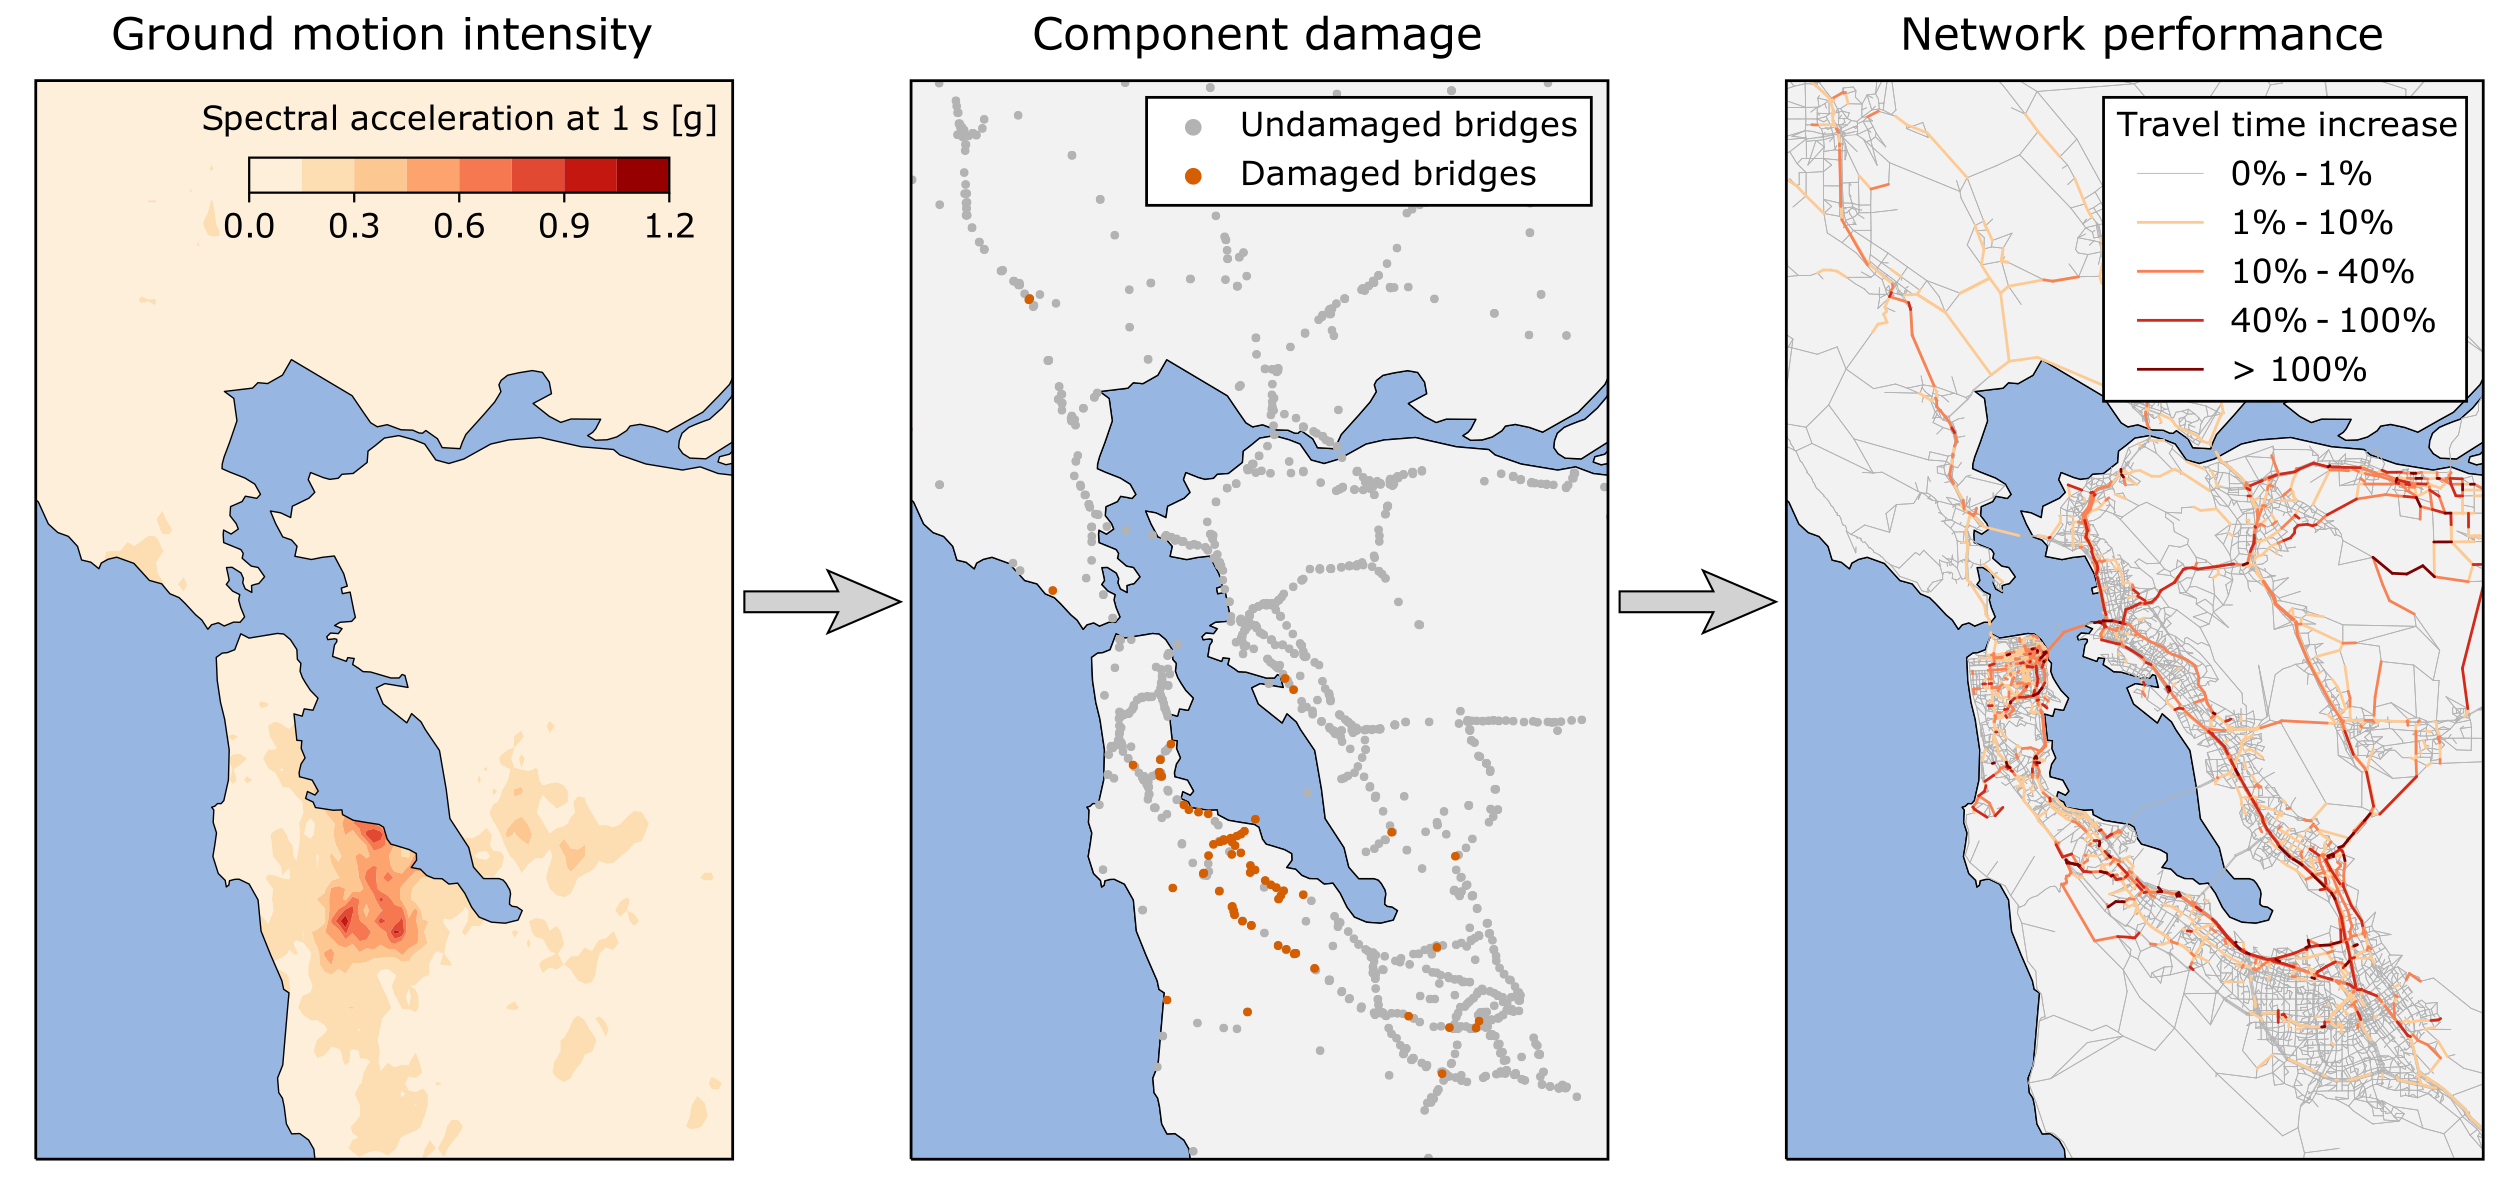 Ground motion intensity
Spectral acceleration at 1 s [g]
0.0 0.3 0.6 0.9 1.2
Component damage
Undamaged bridges
Damaged bridges
Network performance
Travel time increase
0% - 1%
1% - 10%
10% - 40%
40% - 100%
> 100%